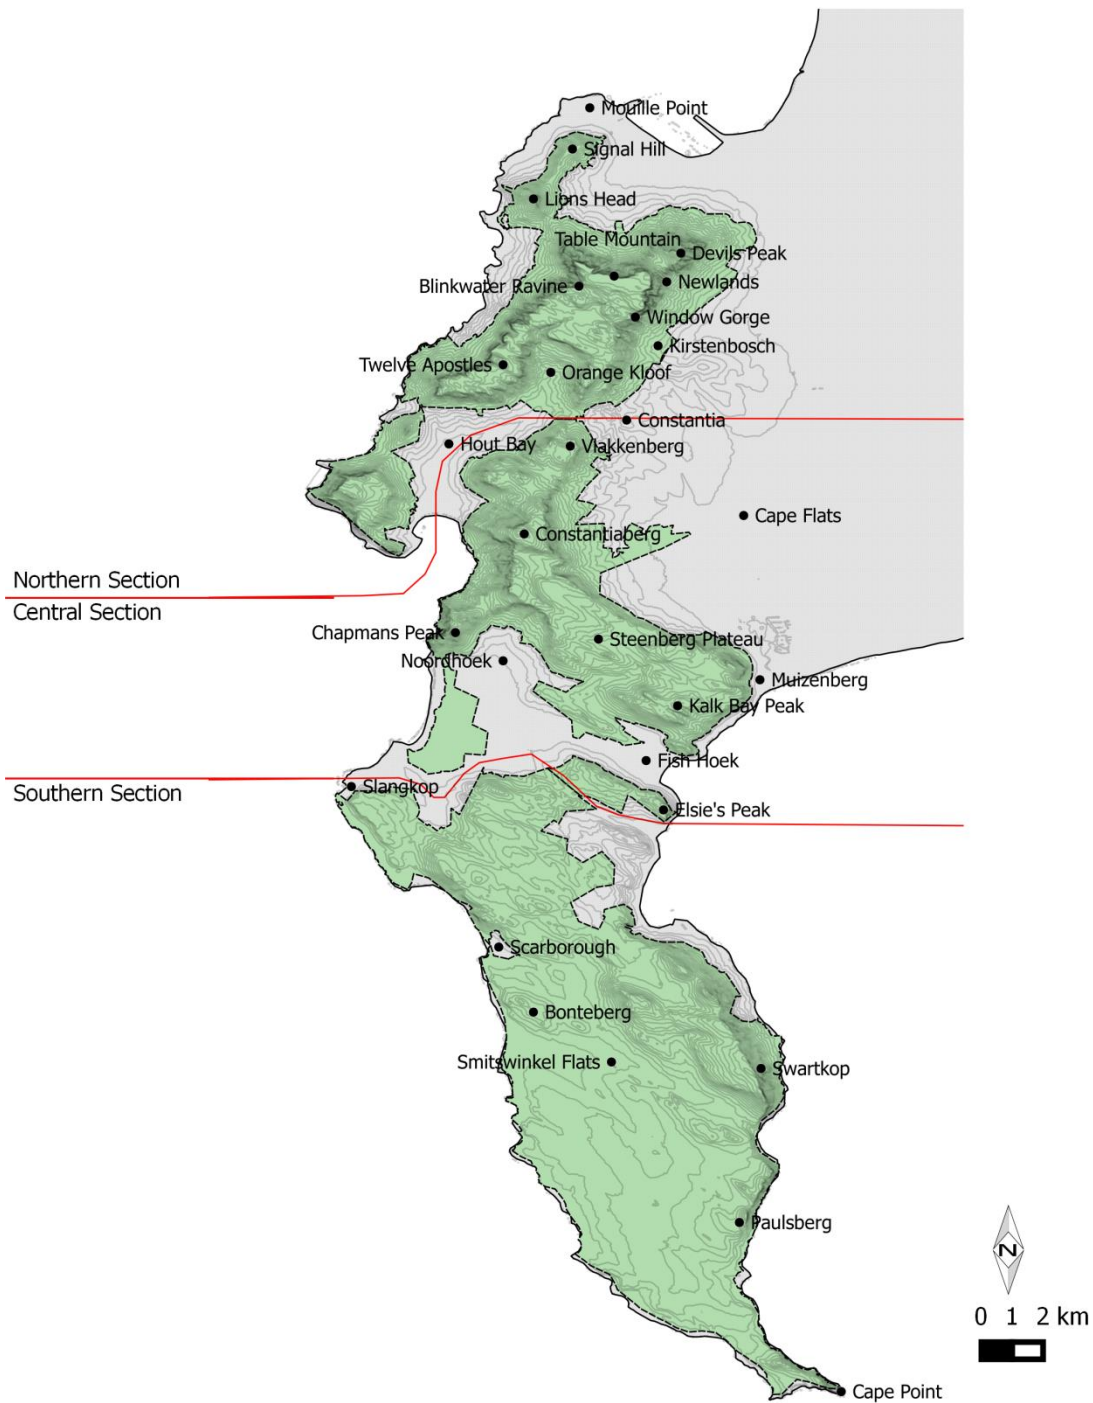 Mouille Point
Signal Hill
Lions Head
Table Mountain
Devils Peak
Blinkwater Ravine
Newlands
Window Gorge
Kirstenbosch
Twelve Apostles
Orange Kloof
Constantia
Hout Bay
Vlakkenberg
Cape Flats
Constantiaberg
Northern Section
Central Section
Chapmans Peak
Steenberg Plateau
Noordhoek
Muizenberg
Kalk Bay Peak
Fish Hoek
Slangkop
Southern Section
Elsie's Peak
Scarborough
Bonteberg
Smitswinkel Flats
Swartkop
Paulsberg
N
0 1 2 km
Cape Point